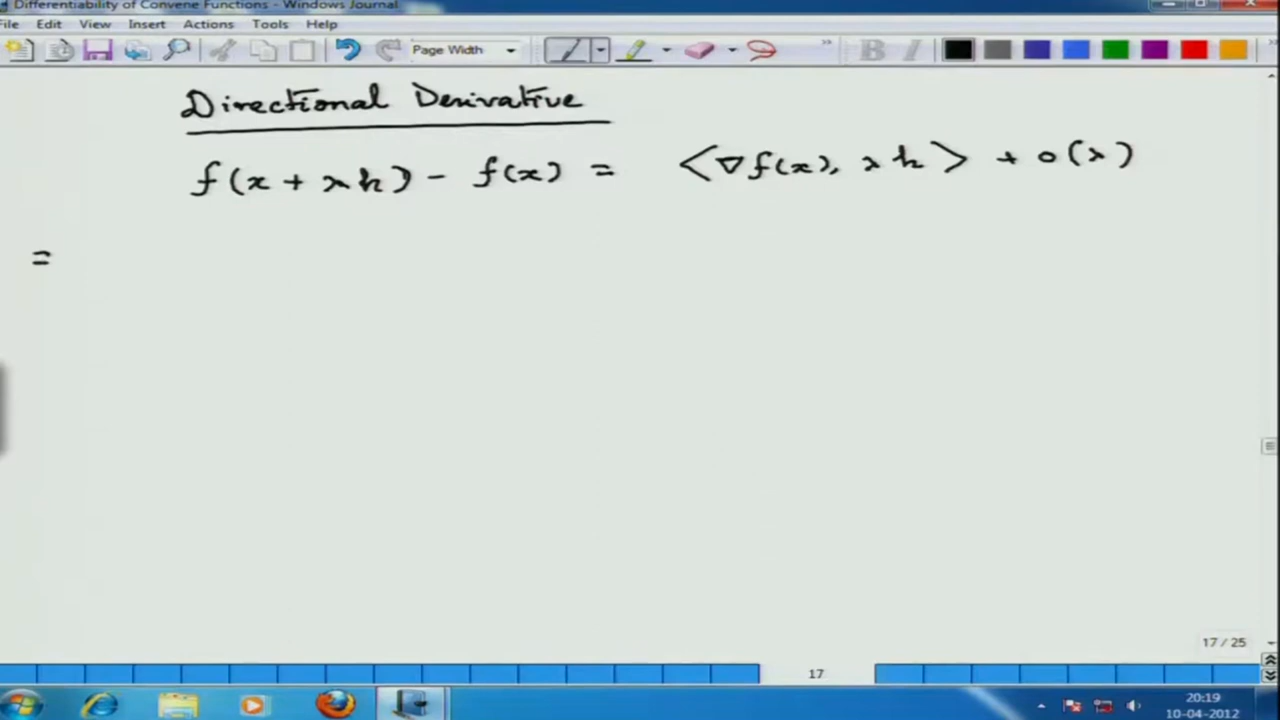 Differentiability of Convene Functions - Windows Journal
File Edit View Insert Actions Tools Help
Page Width
B I
Directional Derivative
f(x + λh) - f(x) = <∇f(x), λh> + o(λ)
=
17 / 25
17
20:19
10-04-2012